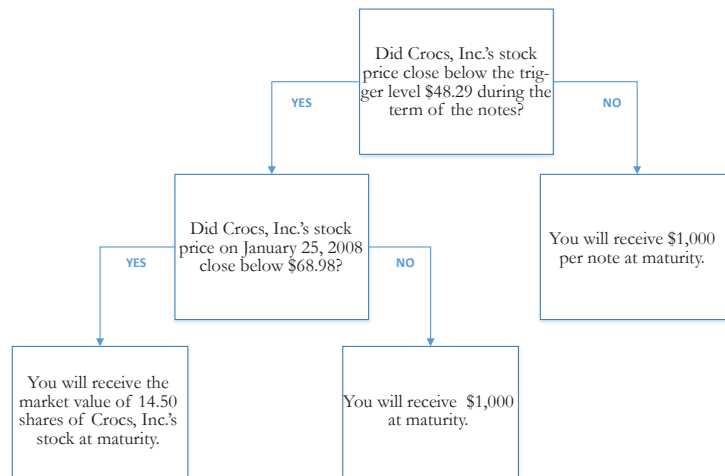 Did Crocs, Inc.'s stock
price close below the trig-
ger level $48.29 during the
term of the notes?
YES
NO
Did Crocs, Inc.'s stock
price on January 25, 2008
close below $68.98?
You will receive $1,000
per note at maturity.
YES
NO
You will receive the
market value of 14.50
shares of Crocs, Inc.'s
stock at maturity.
You will receive $1,000
at maturity.